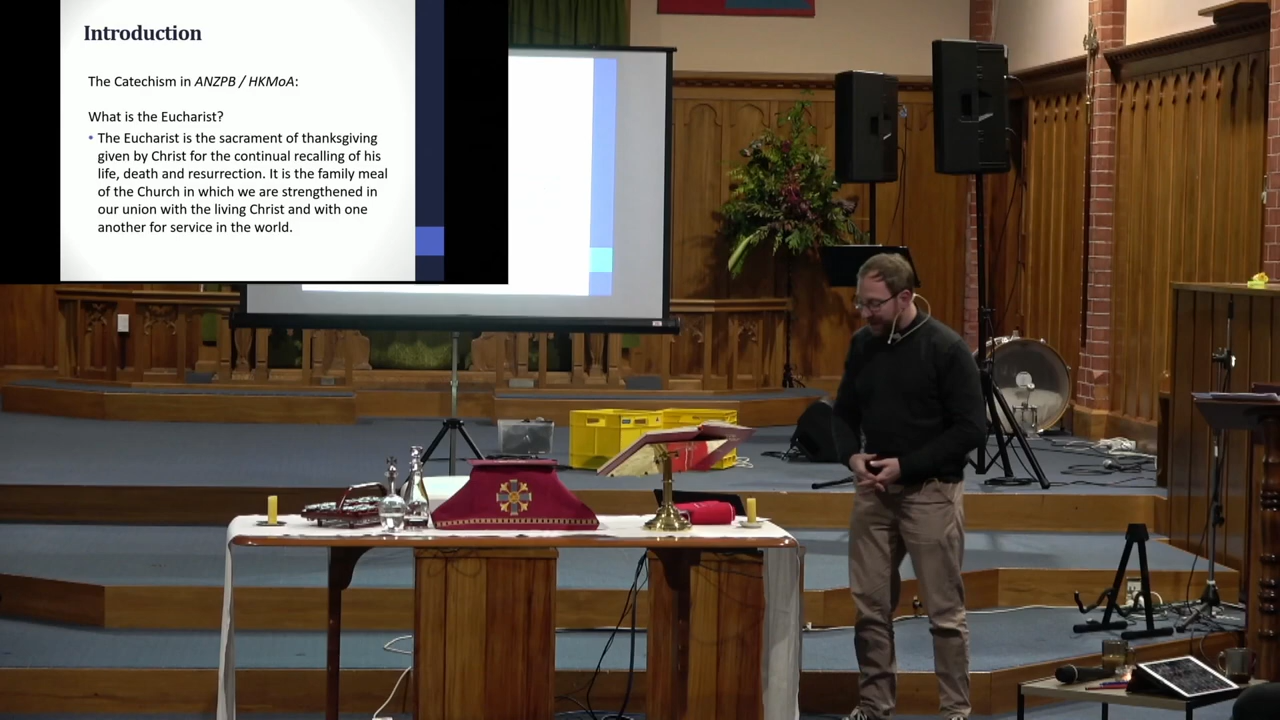 Introduction
The Catechism in ANZPB / HKMoA:
What is the Eucharist?
• The Eucharist is the sacrament of thanksgiving
given by Christ for the continual recalling of his
life, death and resurrection. It is the family meal
of the Church in which we are strengthened in
our union with the living Christ and with one
another for service in the world.